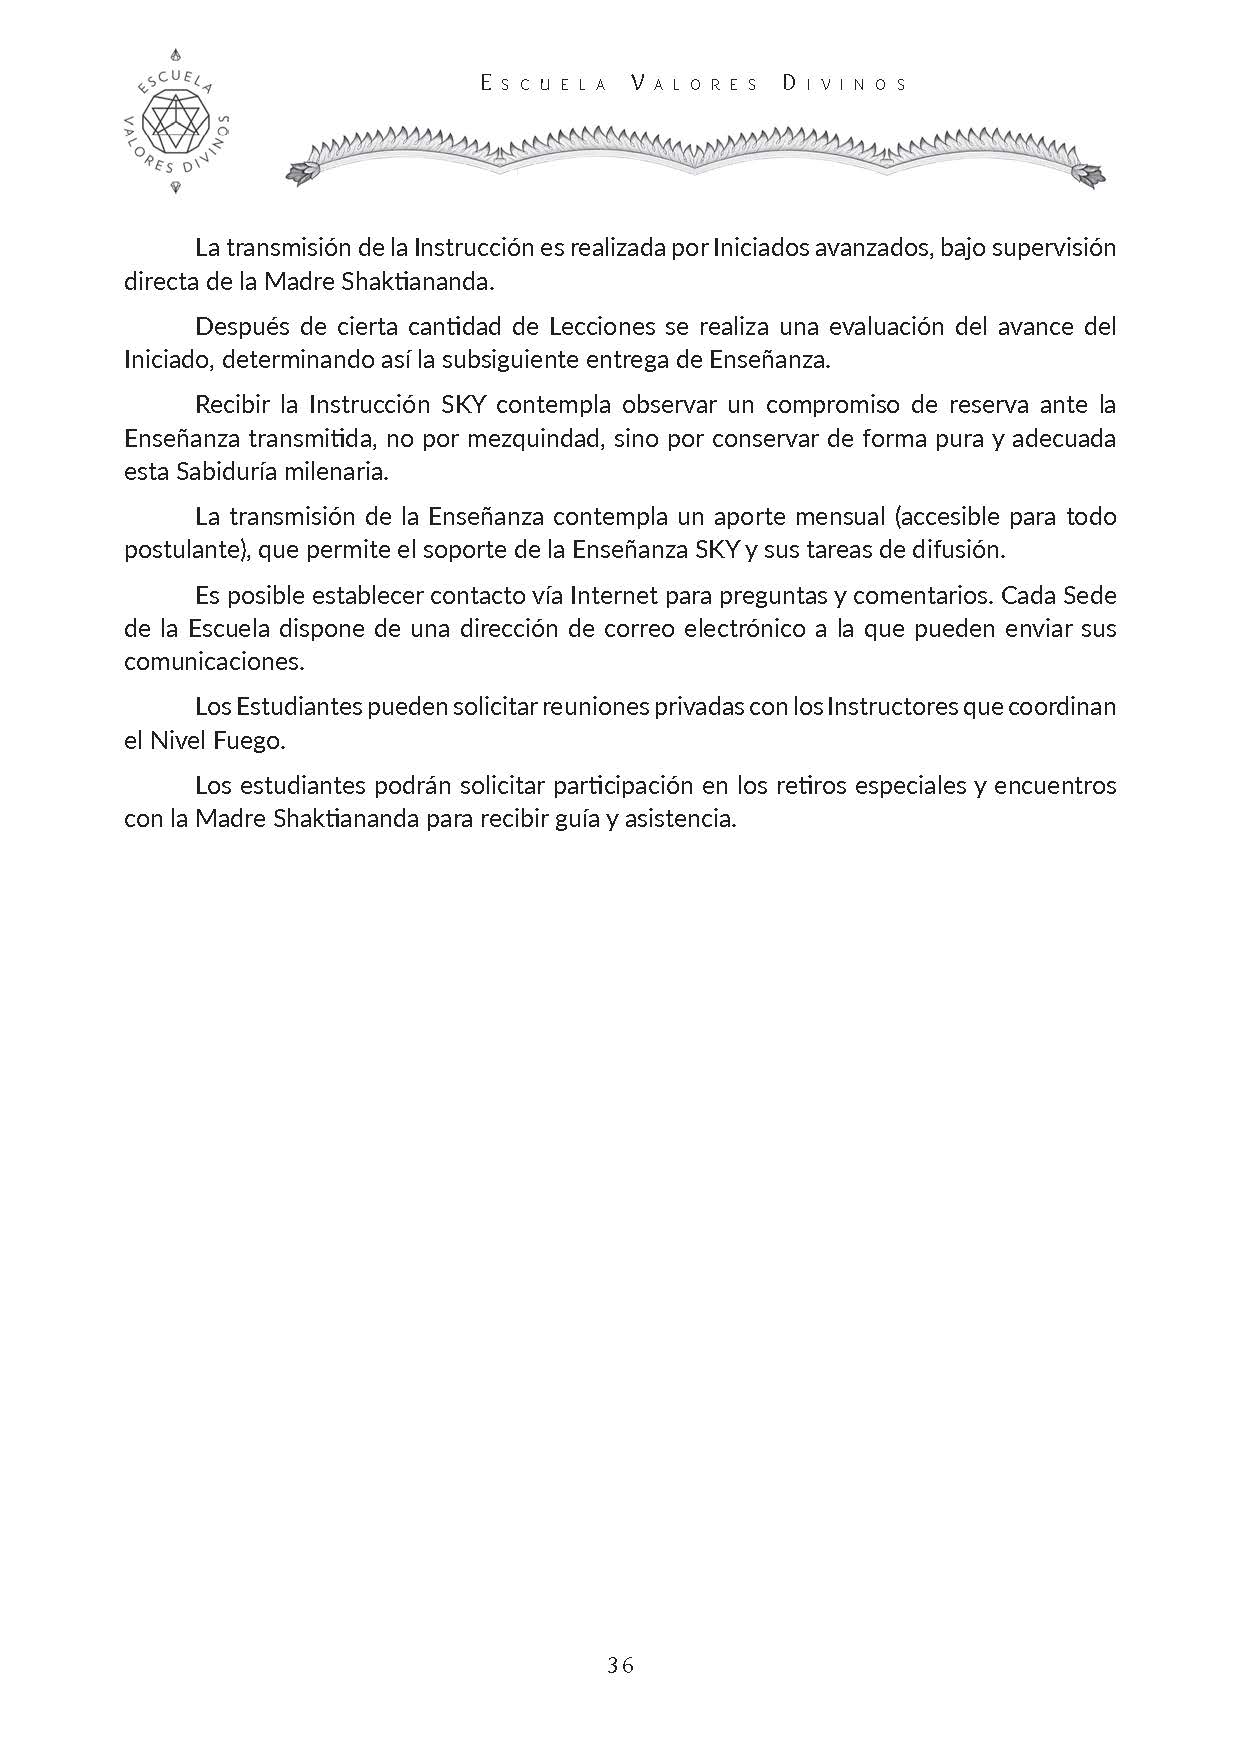 ESCUELA VALORES DIVINOS
Escuela Valores Divinos
La transmisión de la Instrucción es realizada por Iniciados avanzados, bajo supervisión
directa de la Madre Shaktiananda.
Después de cierta cantidad de Lecciones se realiza una evaluación del avance del
Iniciado, determinando así la subsiguiente entrega de Enseñanza.
Recibir la Instrucción SKY contempla observar un compromiso de reserva ante la
Enseñanza transmitida, no por mezquindad, sino por conservar de forma pura y adecuada
esta Sabiduría milenaria.
La transmisión de la Enseñanza contempla un aporte mensual (accesible para todo
postulante), que permite el soporte de la Enseñanza SKY y sus tareas de difusión.
Es posible establecer contacto vía Internet para preguntas y comentarios. Cada Sede
de la Escuela dispone de una dirección de correo electrónico a la que pueden enviar sus
comunicaciones.
Los Estudiantes pueden solicitar reuniones privadas con los Instructores que coordinan
el Nivel Fuego.
Los estudiantes podrán solicitar participación en los retiros especiales y encuentros
con la Madre Shaktiananda para recibir guía y asistencia.
36